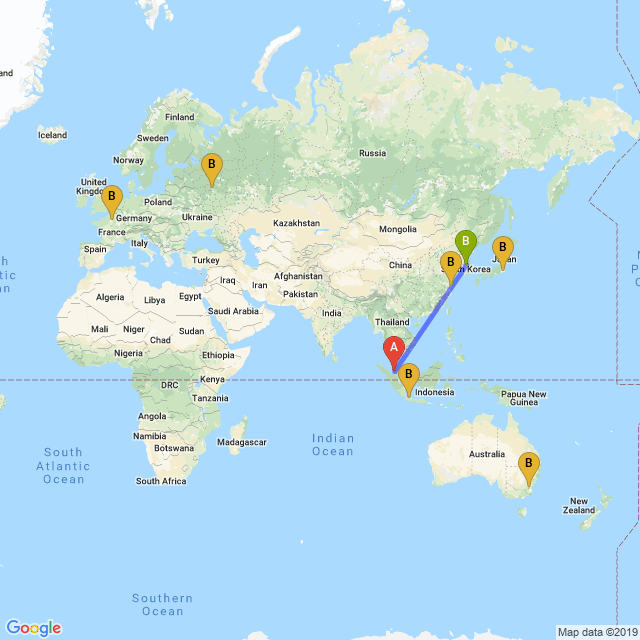 Iceland
Finland
Sweden
Norway
Russia
United
Kingdom
Poland
Germany
Ukraine
France
Kazakhstan
Mongolia
Italy
Spain
Turkey
China
South Korea
Japan
Afghanistan
Iraq
Iran
Algeria
Libya
Egypt
Pakistan
Saudi Arabia
India
Mali
Niger
Sudan
Thailand
Chad
Nigeria
Ethiopia
DRC
Kenya
Indonesia
Papua New
Guinea
Tanzania
Angola
Namibia
Botswana
Madagascar
Indian
Ocean
South
Atlantic
Ocean
Australia
South Africa
New
Zealand
Southern
Ocean
B
B
B
B
B
A
B
B
Google
Map data ©2019